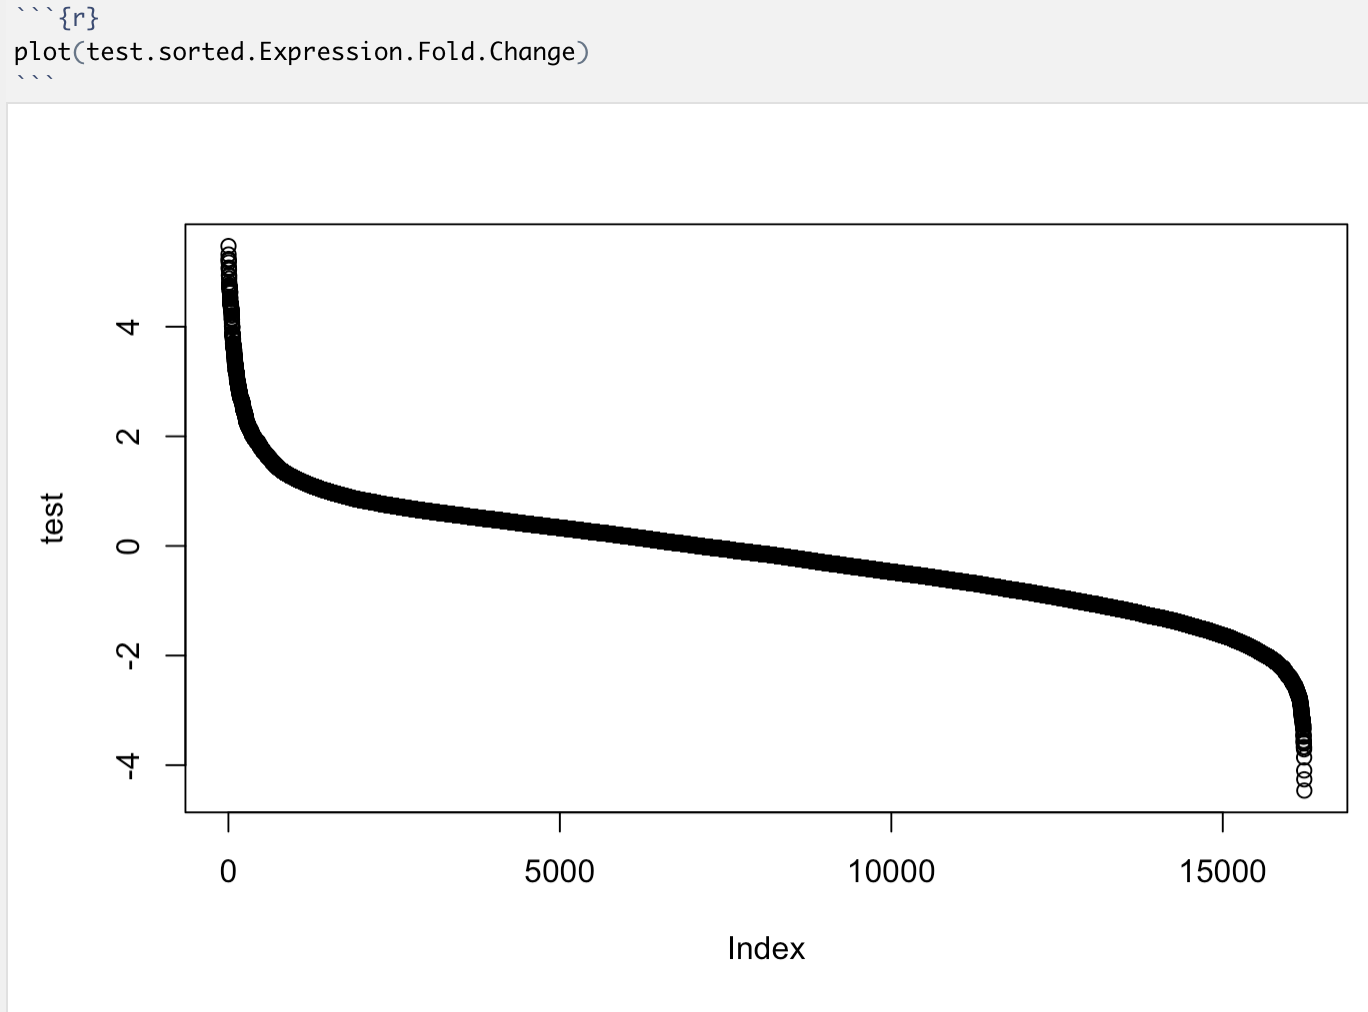 ```{r}
plot(test.sorted.Expression.Fold.Change)
```
4
2
0
-2
-4
test
0 5000 10000 15000
Index